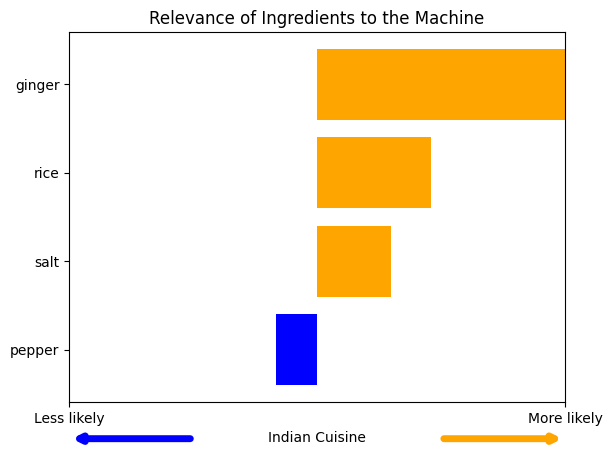 Relevance of Ingredients to the Machine
ginger
rice
salt
pepper
Less likely
More likely
Indian Cuisine